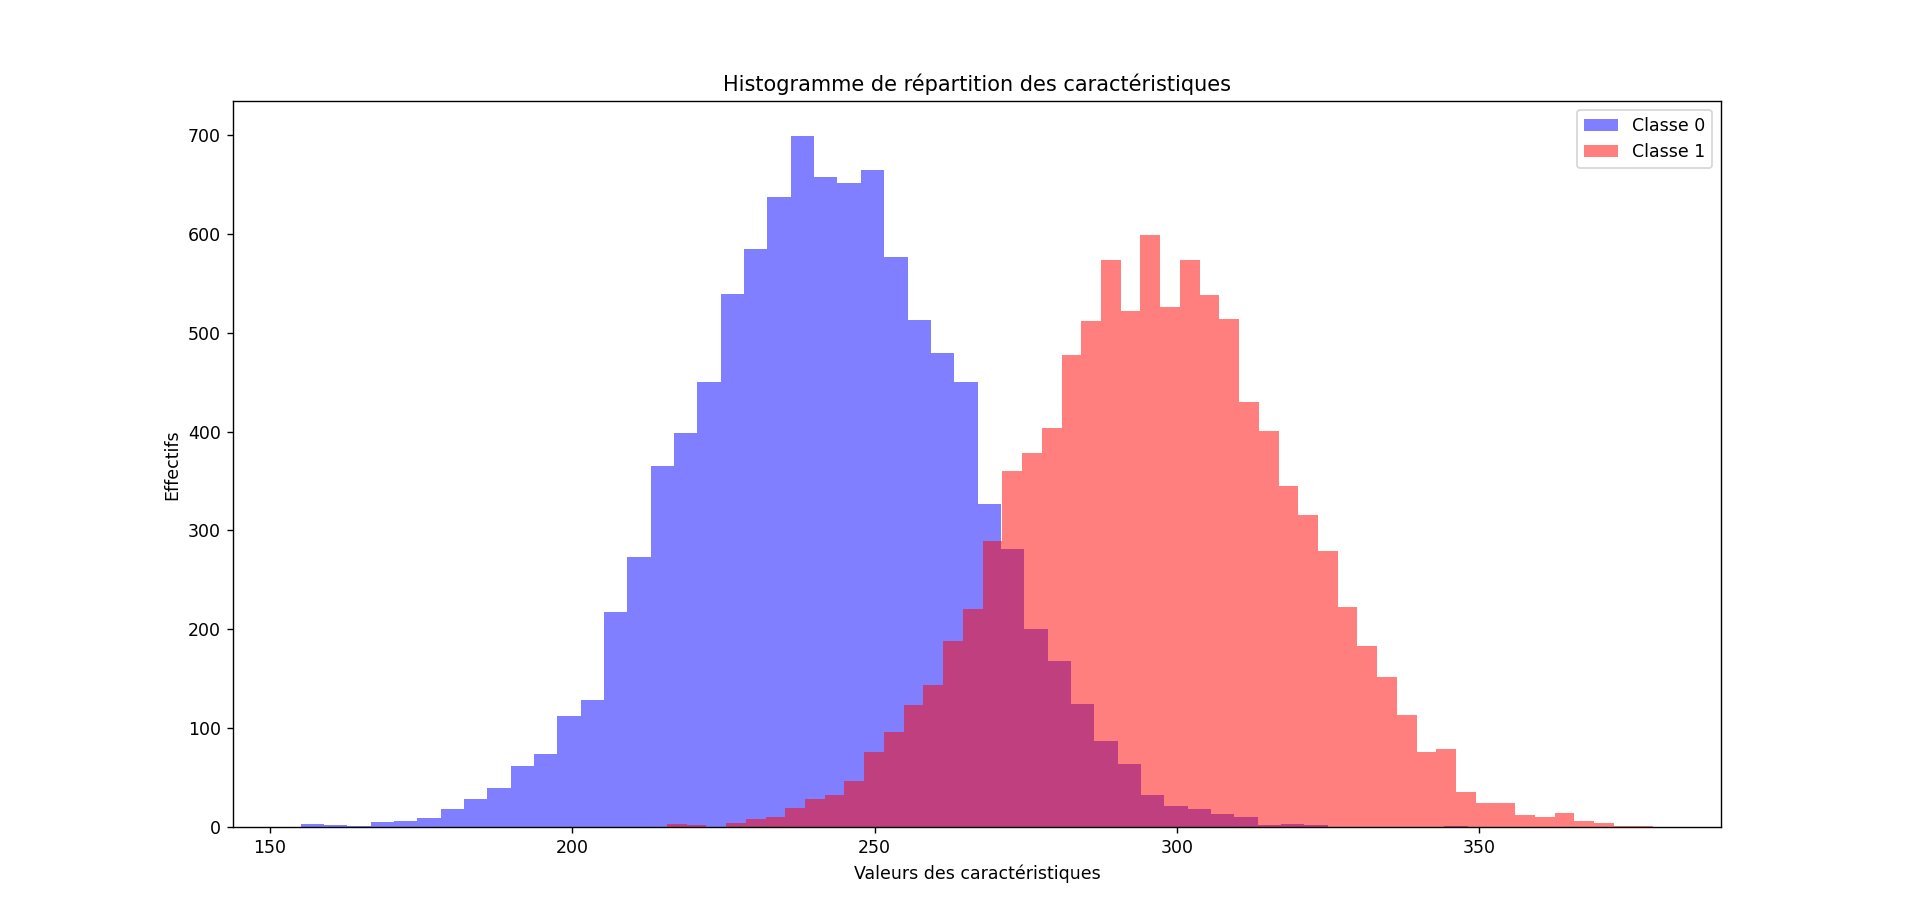 Histogramme de répartition des caractéristiques
Classe 0
Classe 1
700
600
500
400
300
200
100
0
Effectifs
150
200
250
300
350
Valeurs des caractéristiques